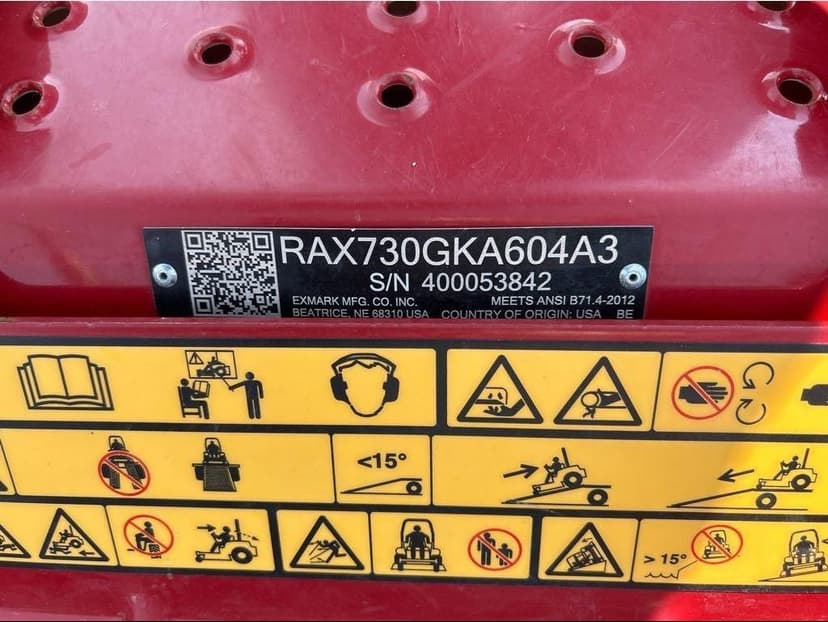 RAX730GKA604A3
S/N 400053842
EXMARK MFG. CO. INC. MEETS ANSI B71.4-2012
BEATRICE, NE 68310 USA COUNTRY OF ORIGIN: USA BE
<15°
> 15°